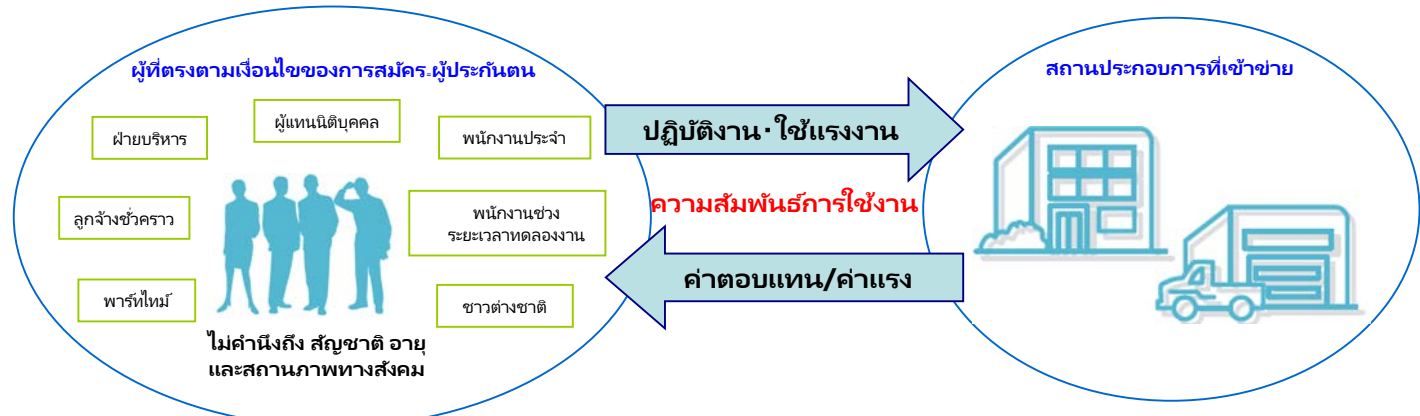 ผู้ที่ตรงตามเงื่อนไขของการสมัคร=ผู้ประกันตน
ฝ่ายบริหาร
ผู้แทนนิติบุคคล
พนักงานประจำ
ลูกจ้างชั่วคราว
พนักงานช่วง
ระยะเวลาทดลองงาน
พาร์ทไทม์
ชาวต่างชาติ
ไม่คำนึงถึง สัญชาติ อายุ
และสถานภาพทางสังคม
ปฏิบัติงาน・ใช้แรงงาน
ความสัมพันธ์การใช้งาน
ค่าตอบแทน/ค่าแรง
สถานประกอบการที่เข้าข่าย